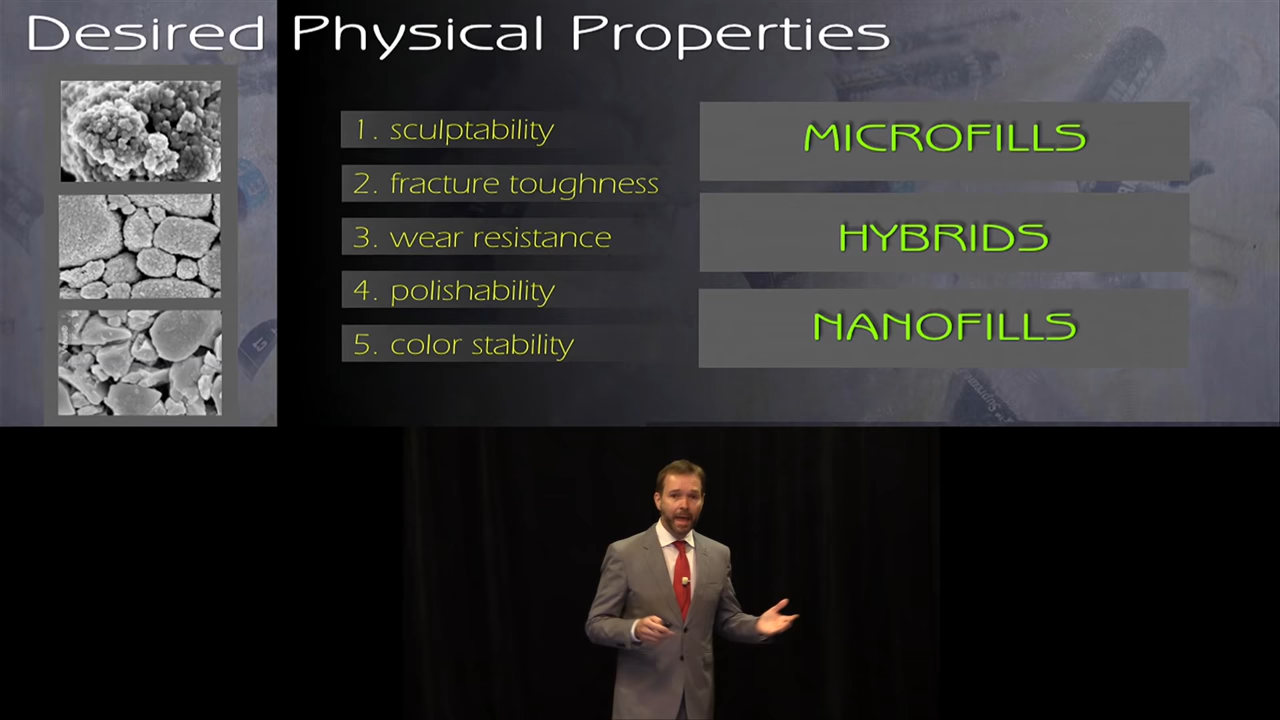 Desired Physical Properties
1. sculptability
2. fracture toughness
3. wear resistance
4. polishability
5. color stability
MICROFILLS
HYBRIDS
NANOFILLS